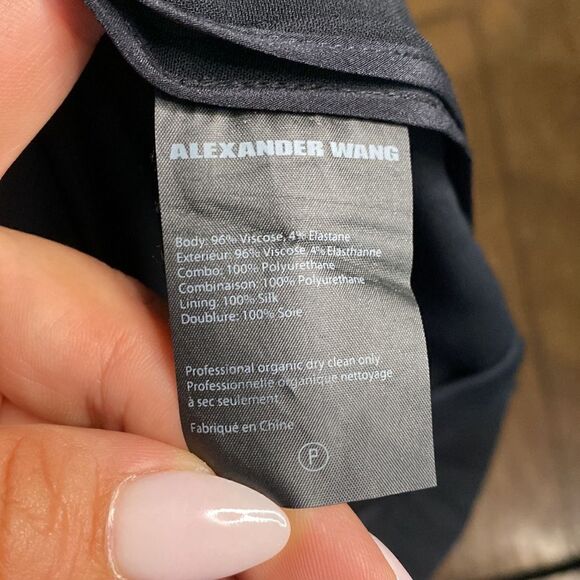 ALEXANDER WANG
Body: 96% Viscose, 4% Elastane
Exterieur: 96% Viscose, 4% Elasthanne
Combo: 100% Polyurethane
Combinaison: 100% Polyurethane
Lining: 100% Silk
Doublure: 100% Soie
Professional organic dry clean only
Professionnelle organique nettoyage
à sec seulement.
Fabriqué en Chine
P